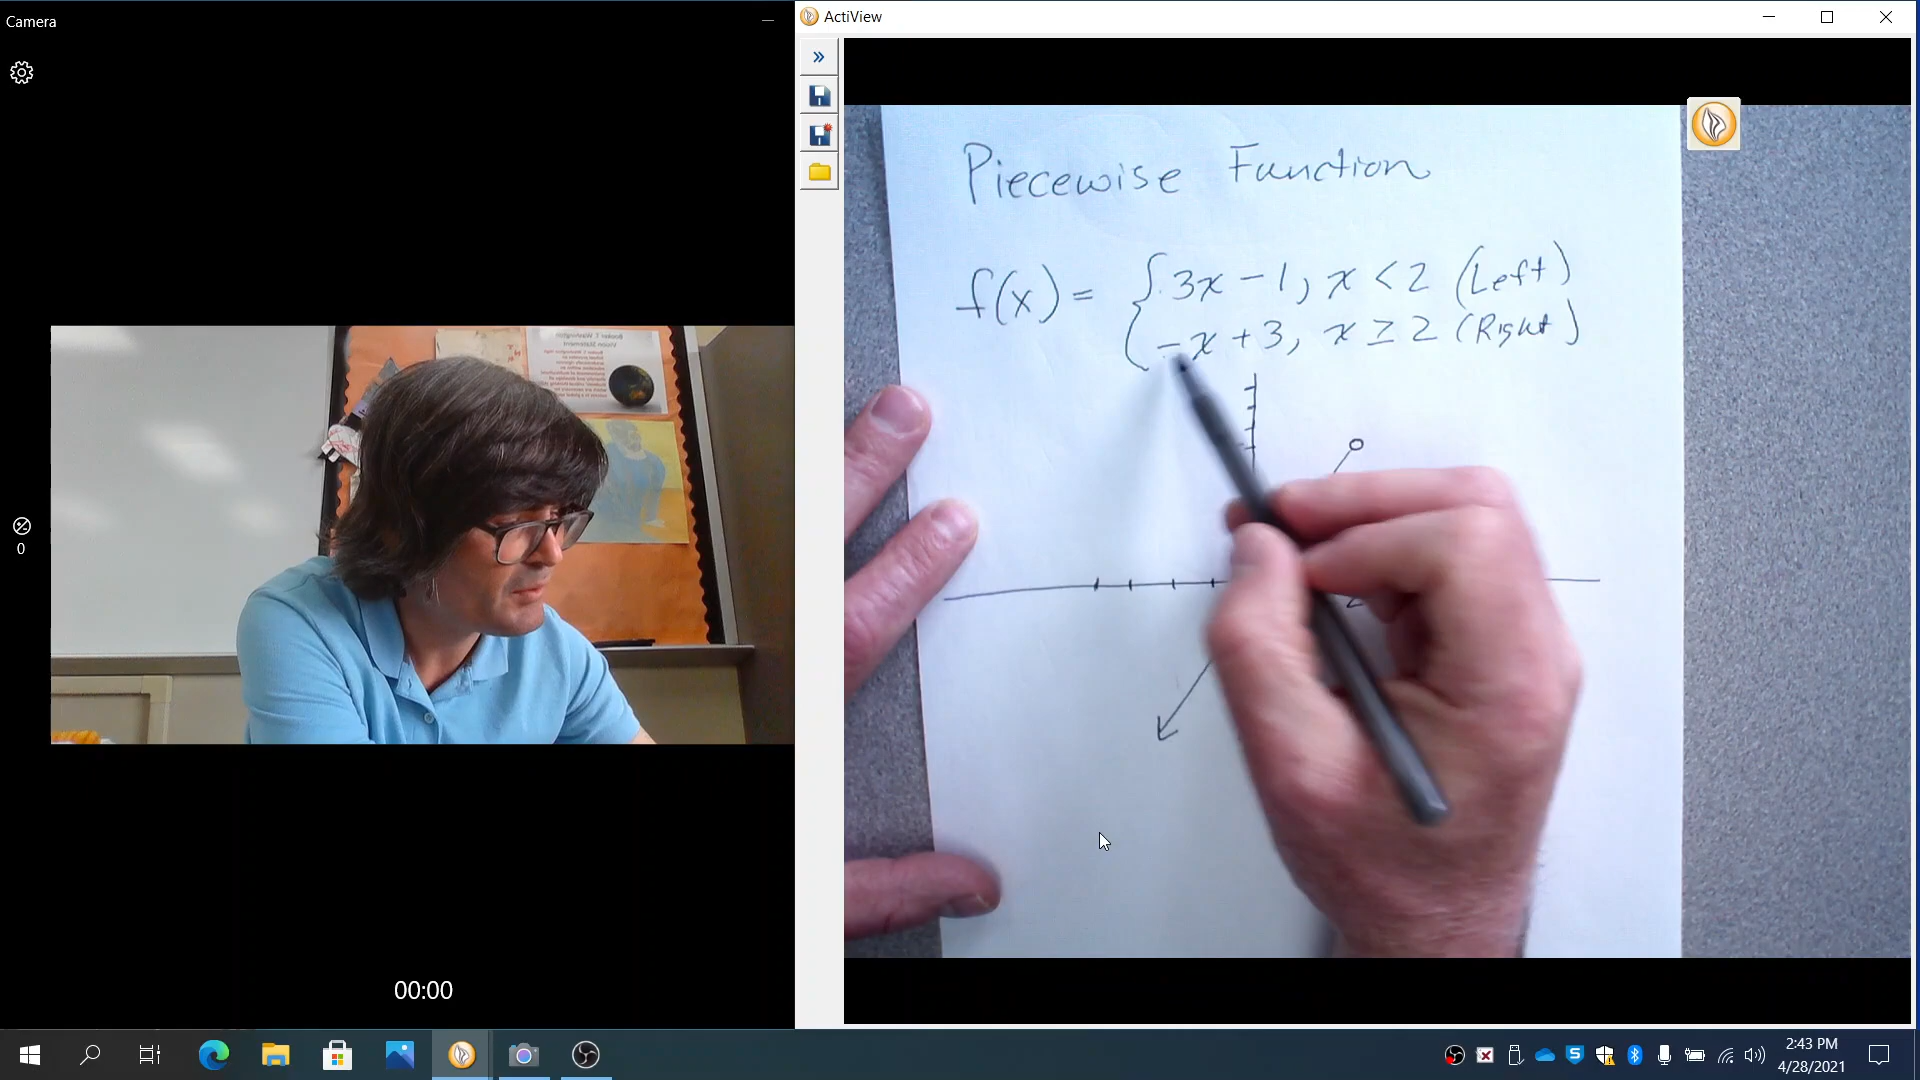 Camera
ActiView
Piecewise Function
f(x) = { 3x - 1, x < 2 (Left)
-x + 3, x ≥ 2 (Right)
0
00:00
2:43 PM
4/28/2021